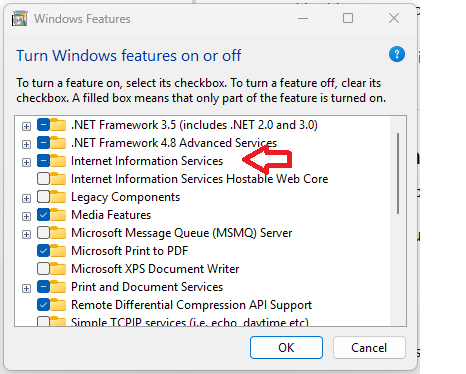 Windows Features
Turn Windows features on or off
To turn a feature on, select its checkbox. To turn a feature off, clear its
checkbox. A filled box means that only part of the feature is turned on.
.NET Framework 3.5 (includes .NET 2.0 and 3.0)
.NET Framework 4.8 Advanced Services
Internet Information Services
Internet Information Services Hostable Web Core
Legacy Components
Media Features
Microsoft Message Queue (MSMQ) Server
Microsoft Print to PDF
Microsoft XPS Document Writer
Print and Document Services
Remote Differential Compression API Support
Simple TCPIP services (i.e. echo, daytime etc)
OK
Cancel